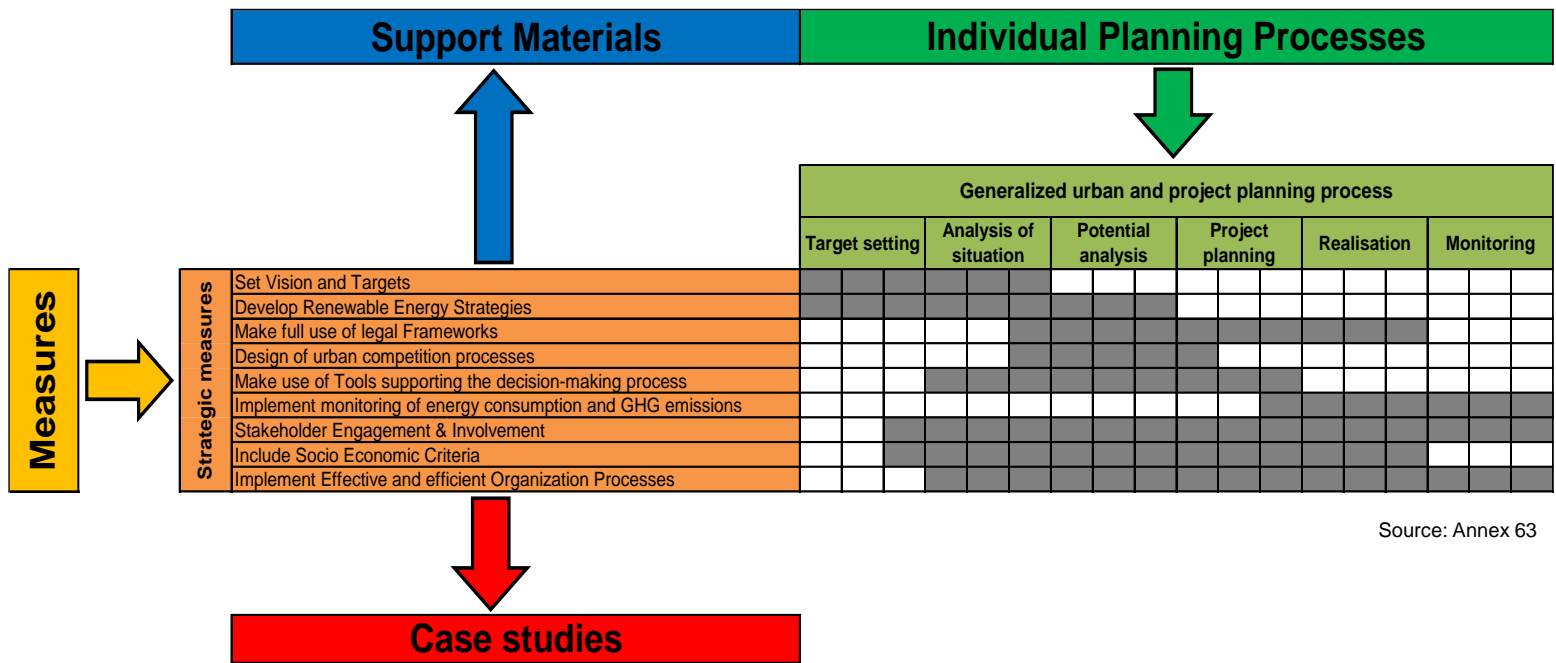 Support Materials
Individual Planning Processes
Generalized urban and project planning process
Target setting
Analysis of
situation
Potential
analysis
Project
planning
Realisation
Monitoring
Measures
Strategic measures
Set Vision and Targets
Develop Renewable Energy Strategies
Make full use of legal Frameworks
Design of urban competition processes
Make use of Tools supporting the decision-making process
Implement monitoring of energy consumption and GHG emissions
Stakeholder Engagement & Involvement
Include Socio Economic Criteria
Implement Effective and efficient Organization Processes
Source: Annex 63
Case studies